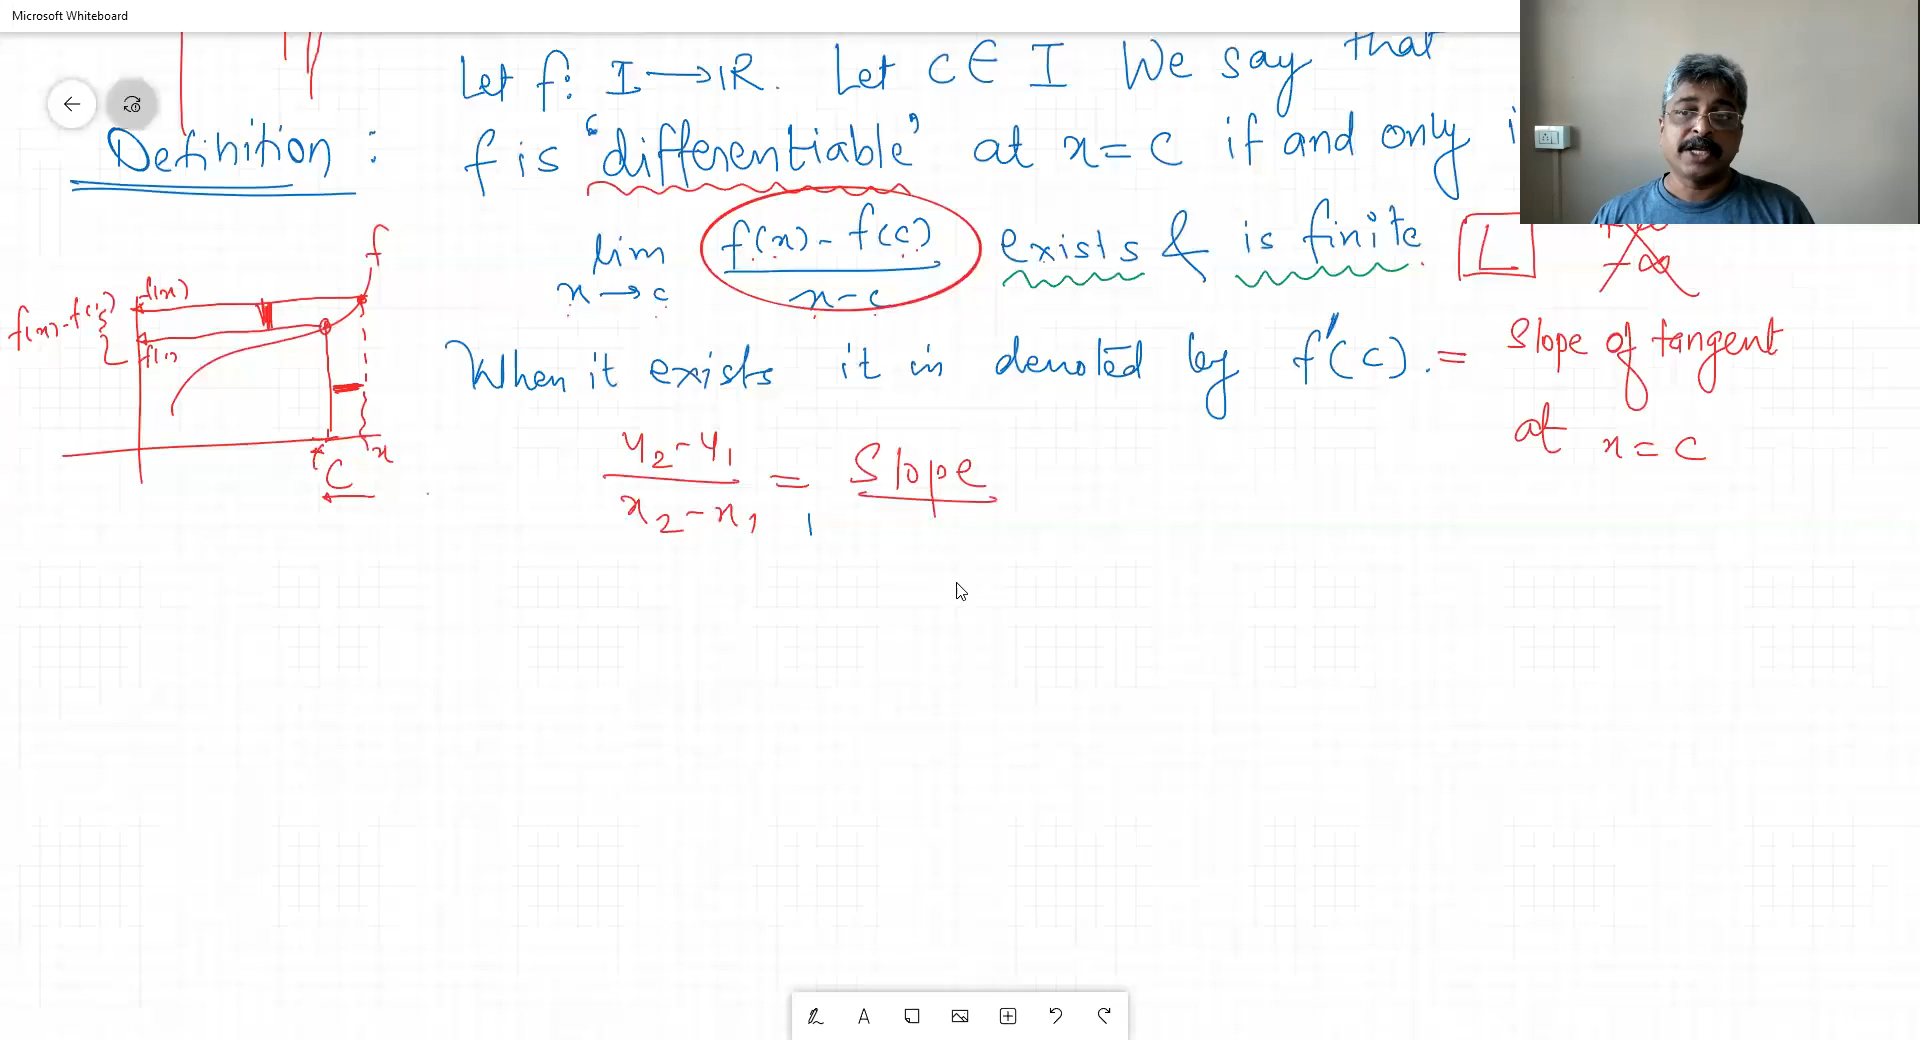 Microsoft Whiteboard
Let f: I → IR. Let C ∈ I We say that
Definition : f is 'differentiable' at x = c if and only i
lim x → c f(x) - f(c) / x - c exists & is finite. L
-∞
f
f(x)
f(x) - f(c)
When it exists it is denoted by f'(c). = Slope of tangent
at x = c
y2 - y1 / x2 - x1 = Slope
x
C
A